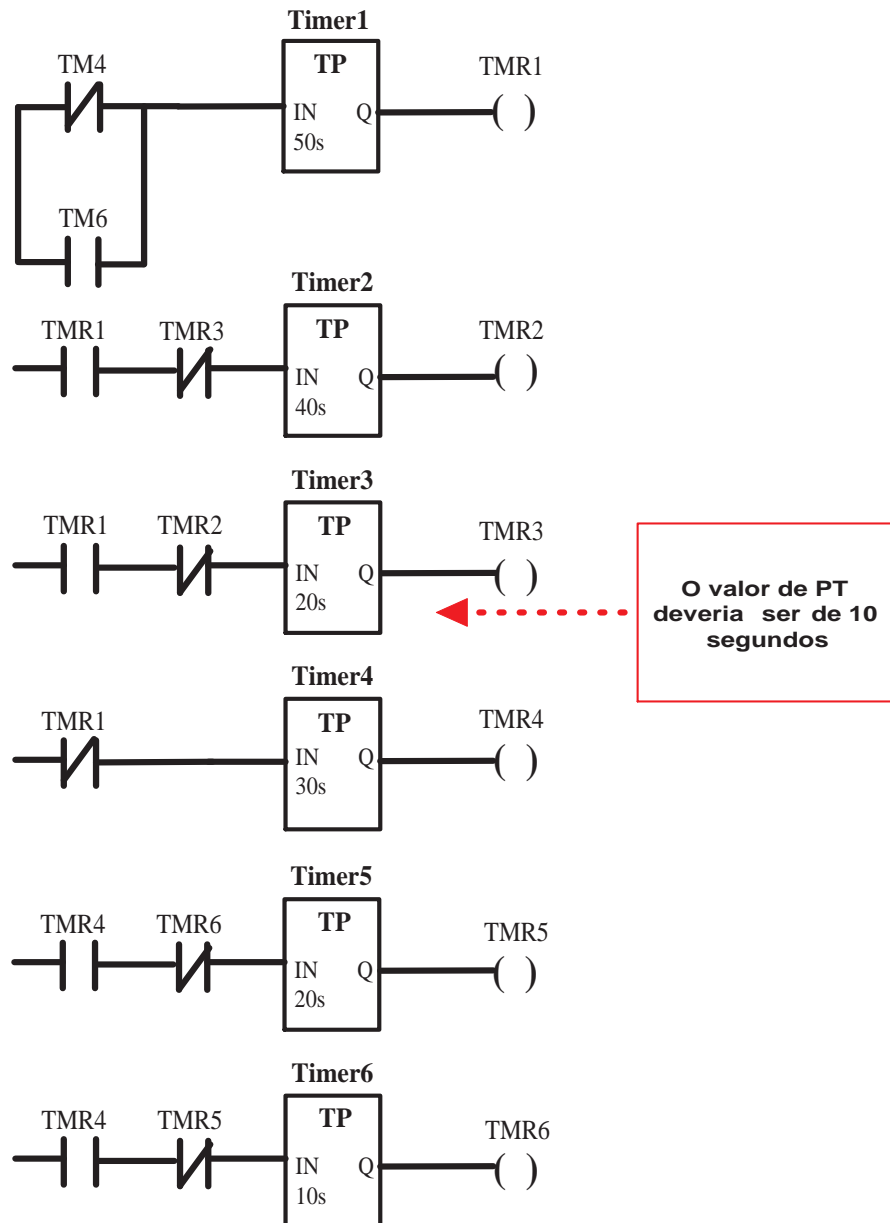 Timer1
TM4
TP
TMR1
IN Q
50s
TM6
Timer2
TMR1 TMR3
TP
TMR2
IN Q
40s
Timer3
TMR1 TMR2
TP
TMR3
IN Q
20s
O valor de PT
deveria ser de 10
segundos
Timer4
TMR1
TP
TMR4
IN Q
30s
Timer5
TMR4 TMR6
TP
TMR5
IN Q
20s
Timer6
TMR4 TMR5
TP
TMR6
IN Q
10s